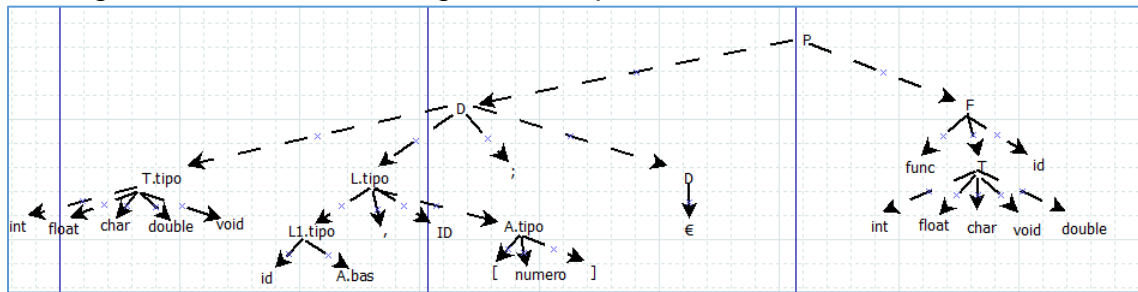 P
D F
func T id
T.tipo L.tipo ; D
int float char double void L1.tipo , ID A.tipo € int float char void double
id A.bas [ numero ]